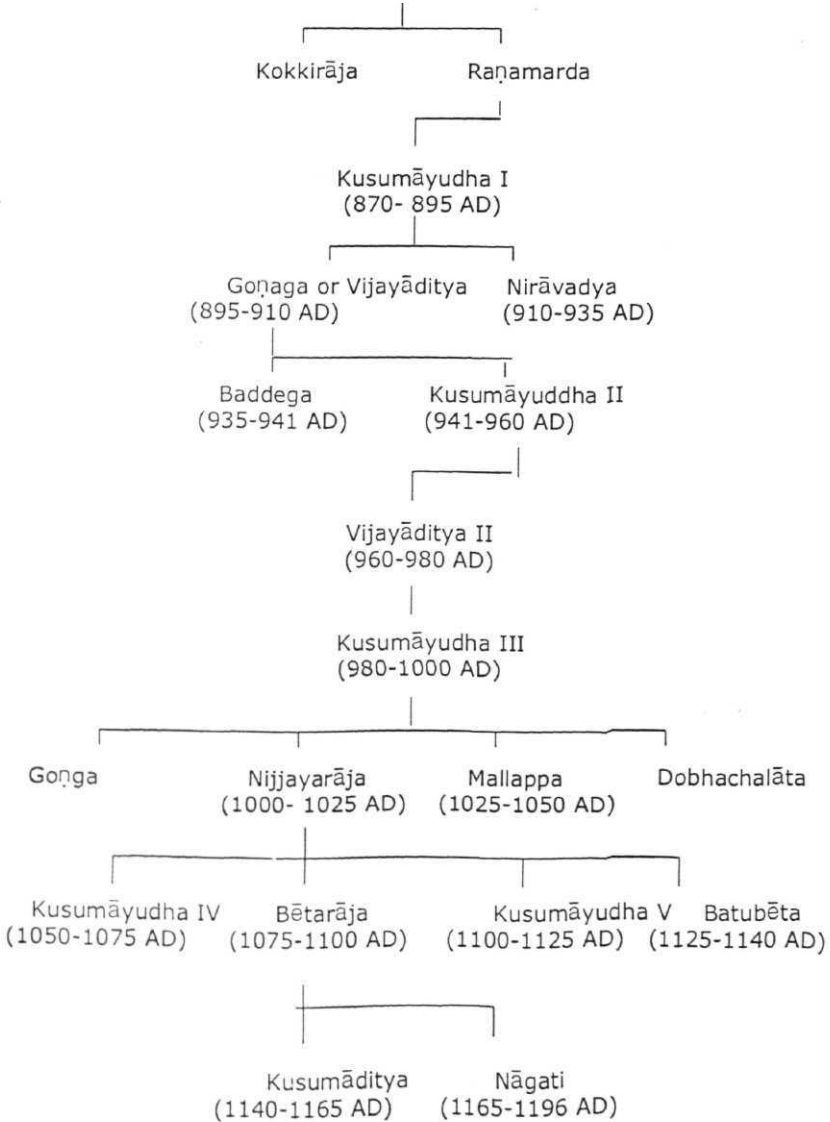 Kokkirāja Raṇamarda
Kusumāyudha I
(870- 895 AD)
Goṇaga or Vijayāditya Nirāvadya
(895-910 AD) (910-935 AD)
Baddega Kusumāyuddha II
(935-941 AD) (941-960 AD)
Vijayāditya II
(960-980 AD)
Kusumāyudha III
(980-1000 AD)
Goṇga Nijjayarāja Mallappa Dobhachalāta
(1000- 1025 AD) (1025-1050 AD)
Kusumāyudha IV Bētarāja Kusumāyudha V Batubēta
(1050-1075 AD) (1075-1100 AD) (1100-1125 AD) (1125-1140 AD)
Kusumāditya Nāgati
(1140-1165 AD) (1165-1196 AD)